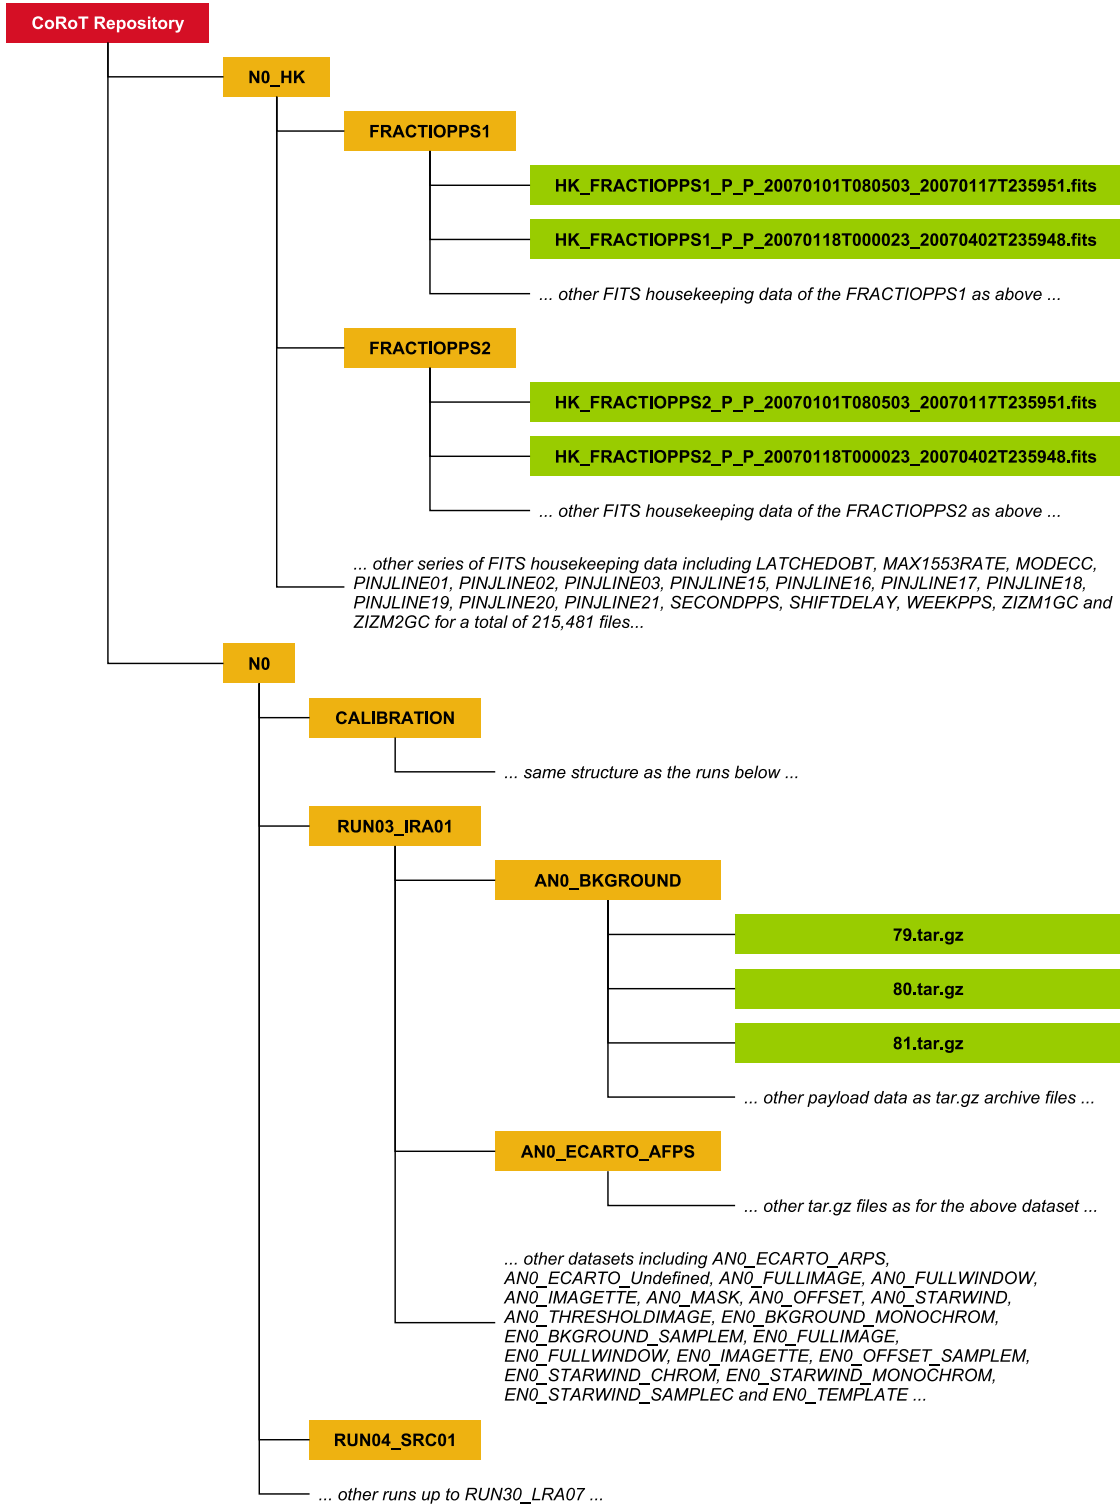 CoRoT Repository
N0_HK
FRACTIOPPS1
HK_FRACTIOPPS1_P_P_20070101T080503_20070117T235951.fits
HK_FRACTIOPPS1_P_P_20070118T000023_20070402T235948.fits
... other FITS housekeeping data of the FRACTIOPPS1 as above ...
FRACTIOPPS2
HK_FRACTIOPPS2_P_P_20070101T080503_20070117T235951.fits
HK_FRACTIOPPS2_P_P_20070118T000023_20070402T235948.fits
... other FITS housekeeping data of the FRACTIOPPS2 as above ...
... other series of FITS housekeeping data including LATCHEDOBT, MAX1553RATE, MODECC,
PINJLINE01, PINJLINE02, PINJLINE03, PINJLINE15, PINJLINE16, PINJLINE17, PINJLINE18,
PINJLINE19, PINJLINE20, PINJLINE21, SECONDPPS, SHIFTDELAY, WEEKPPS, ZIZM1GC and
ZIZM2GC for a total of 215,481 files...
N0
CALIBRATION
... same structure as the runs below ...
RUN03_IRA01
AN0_BKGROUND
79.tar.gz
80.tar.gz
81.tar.gz
... other payload data as tar.gz archive files ...
AN0_ECARTO_AFPS
... other tar.gz files as for the above dataset ...
... other datasets including AN0_ECARTO_ARPS,
AN0_ECARTO_Undefined, AN0_FULLIMAGE, AN0_FULLWINDOW,
AN0_IMAGETTE, AN0_MASK, AN0_OFFSET, AN0_STARWIND,
AN0_THRESHOLDIMAGE, EN0_BKGROUND_MONOCHROM,
EN0_BKGROUND_SAMPLEM, EN0_FULLIMAGE,
EN0_FULLWINDOW, EN0_IMAGETTE, EN0_OFFSET_SAMPLEM,
EN0_STARWIND_CHROM, EN0_STARWIND_MONOCHROM,
EN0_STARWIND_SAMPLEC and EN0_TEMPLATE ...
RUN04_SRC01
... other runs up to RUN30_LRA07 ...